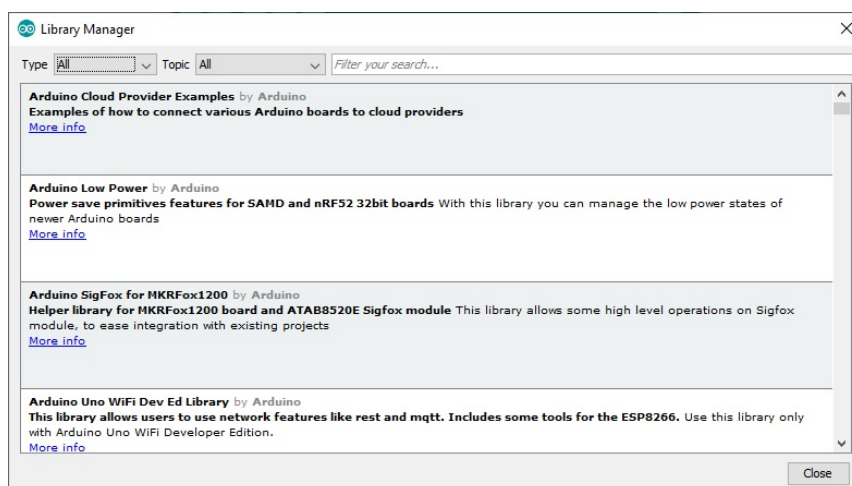 Library Manager
Type All Topic All Filter your search...
Arduino Cloud Provider Examples by Arduino
Examples of how to connect various Arduino boards to cloud providers
More info
Arduino Low Power by Arduino
Power save primitives features for SAMD and nRF52 32bit boards With this library you can manage the low power states of
newer Arduino boards
More info
Arduino SigFox for MKRFox1200 by Arduino
Helper library for MKRFox1200 board and ATAB8520E Sigfox module This library allows some high level operations on Sigfox
module, to ease integration with existing projects
More info
Arduino Uno WiFi Dev Ed Library by Arduino
This library allows users to use network features like rest and mqtt. Includes some tools for the ESP8266. Use this library only
with Arduino Uno WiFi Developer Edition.
More info
Close